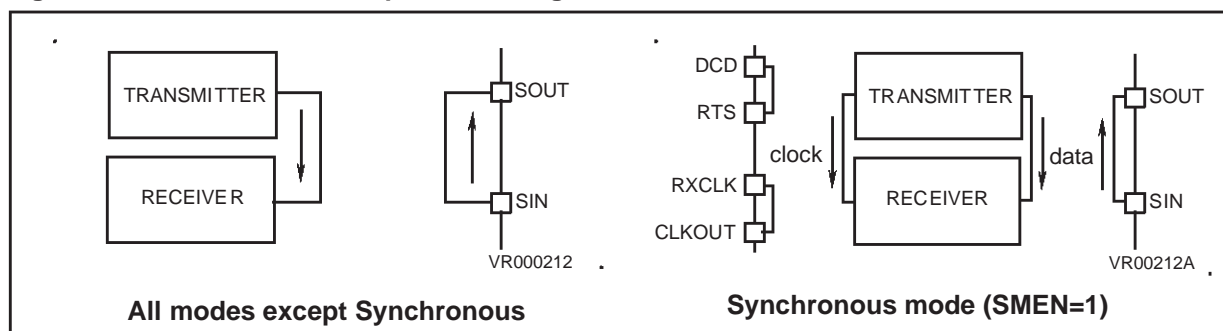 TRANSMITTER
RECEIVER
SOUT
SIN
VR000212
All modes except Synchronous
DCD
RTS
RXCLK
CLKOUT
clock
TRANSMITTER
RECEIVER
data
SOUT
SIN
VR00212A
Synchronous mode (SMEN=1)